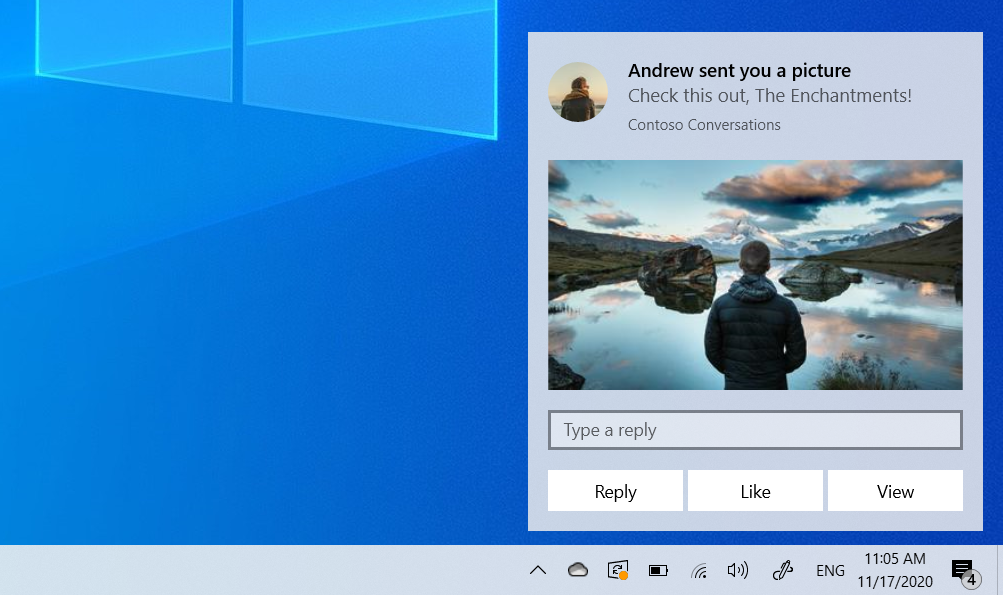 Andrew sent you a picture
Check this out, The Enchantments!
Contoso Conversations
Type a reply
Reply
Like
View
ENG
11:05 AM
11/17/2020
4